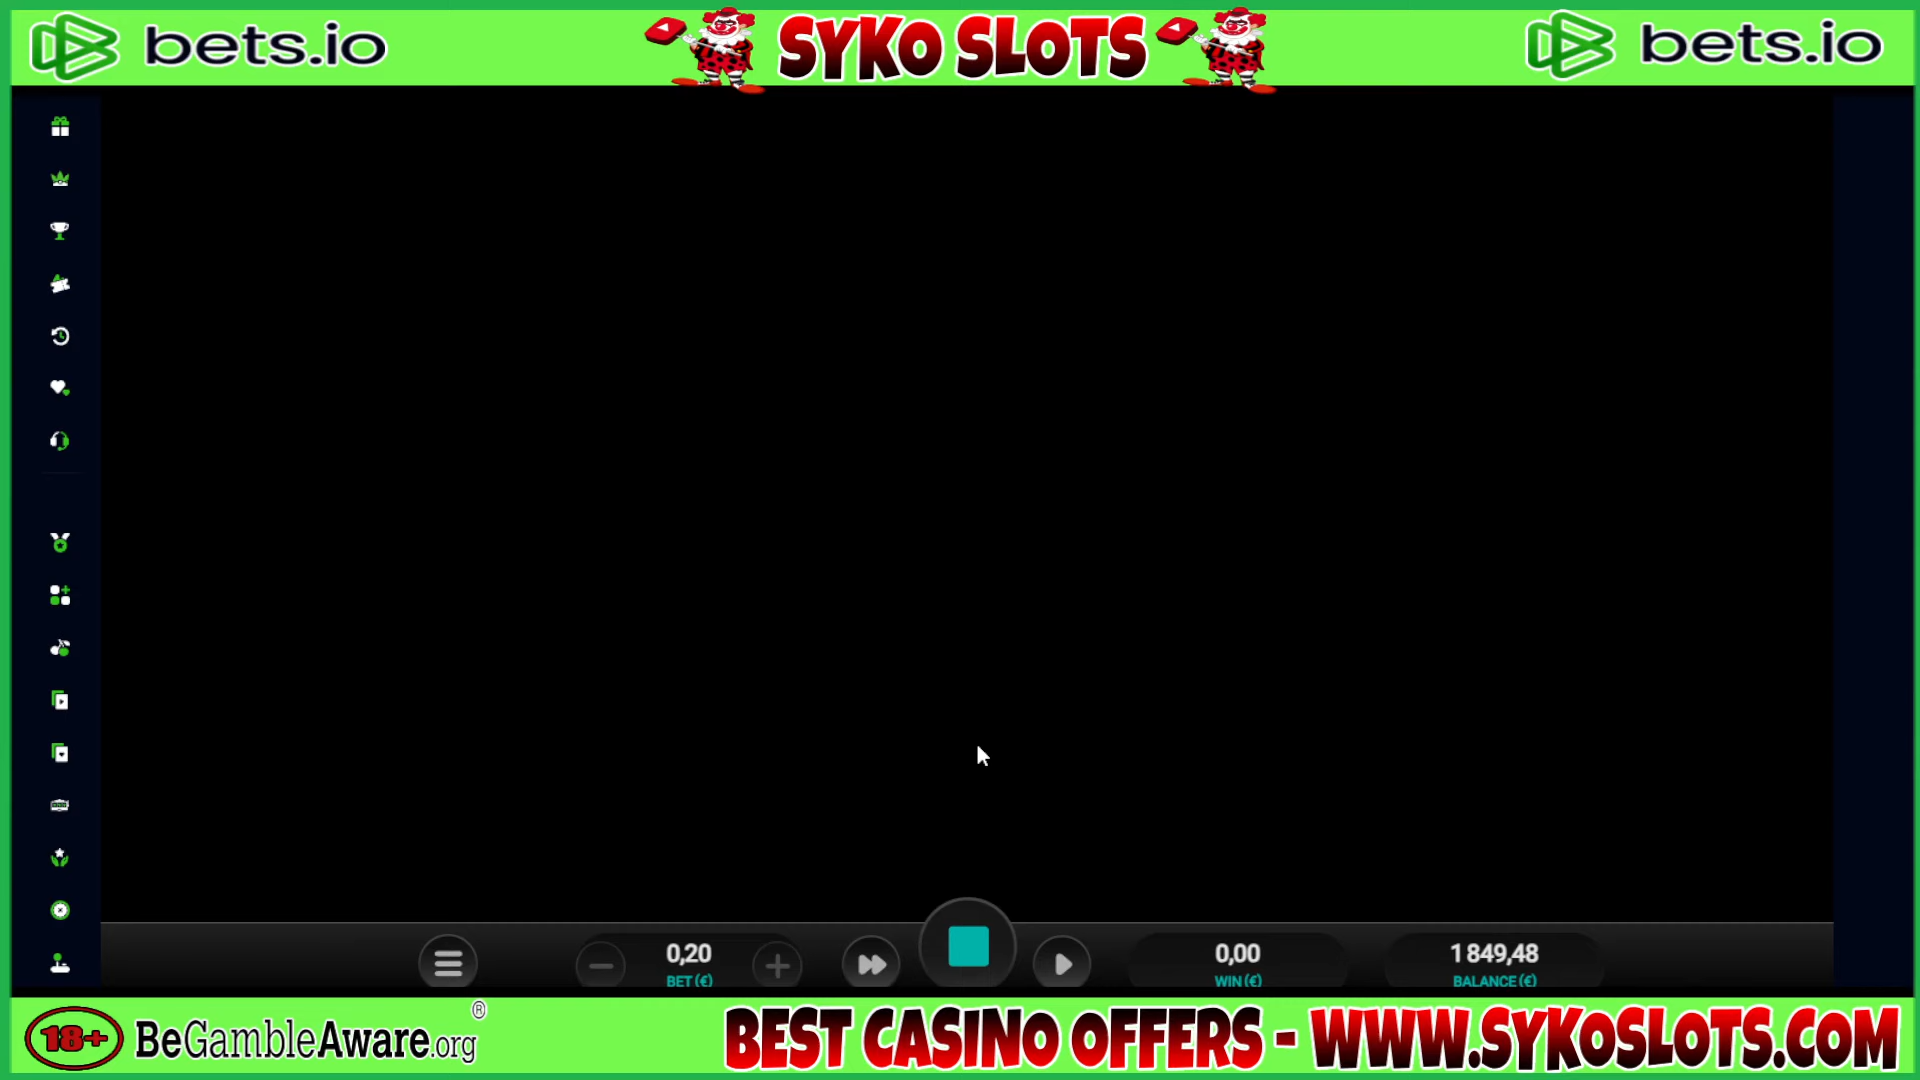 bets.io
SYKO SLOTS
bets.io
0,20
BET (€)
0,00
WIN (€)
1 849,48
BALANCE (€)
18+
BeGambleAware.org®
BEST CASINO OFFERS - WWW.SYKOSLOTS.COM